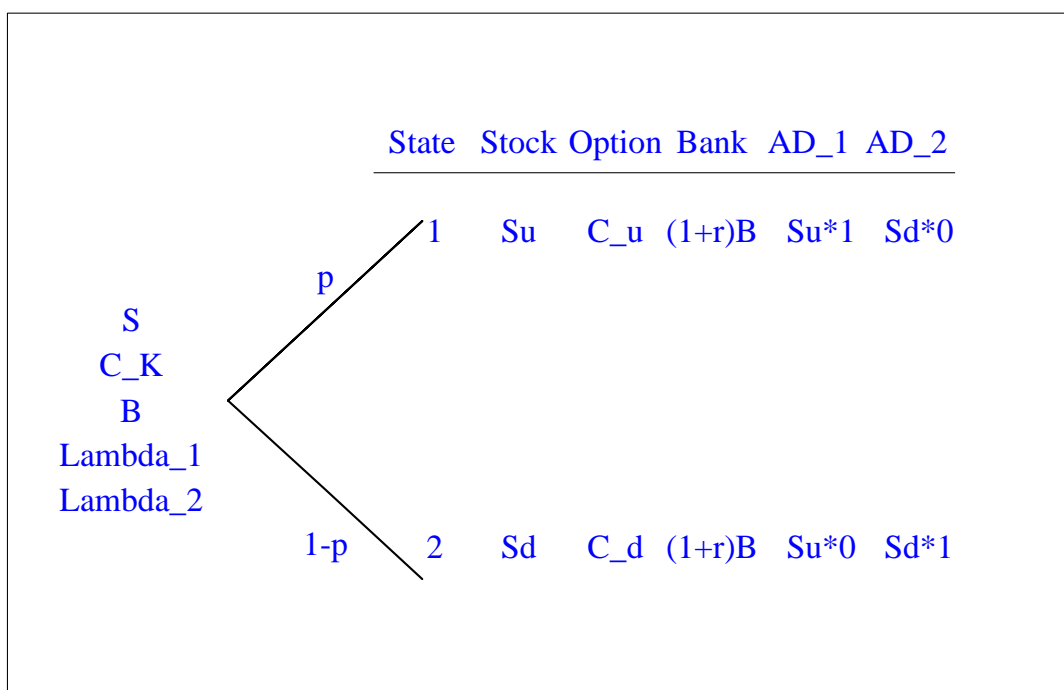 State Stock Option Bank AD_1 AD_2
1 Su C_u (1+r)B Su*1 Sd*0
p
S
C_K
B
Lambda_1
Lambda_2
1-p
2 Sd C_d (1+r)B Su*0 Sd*1